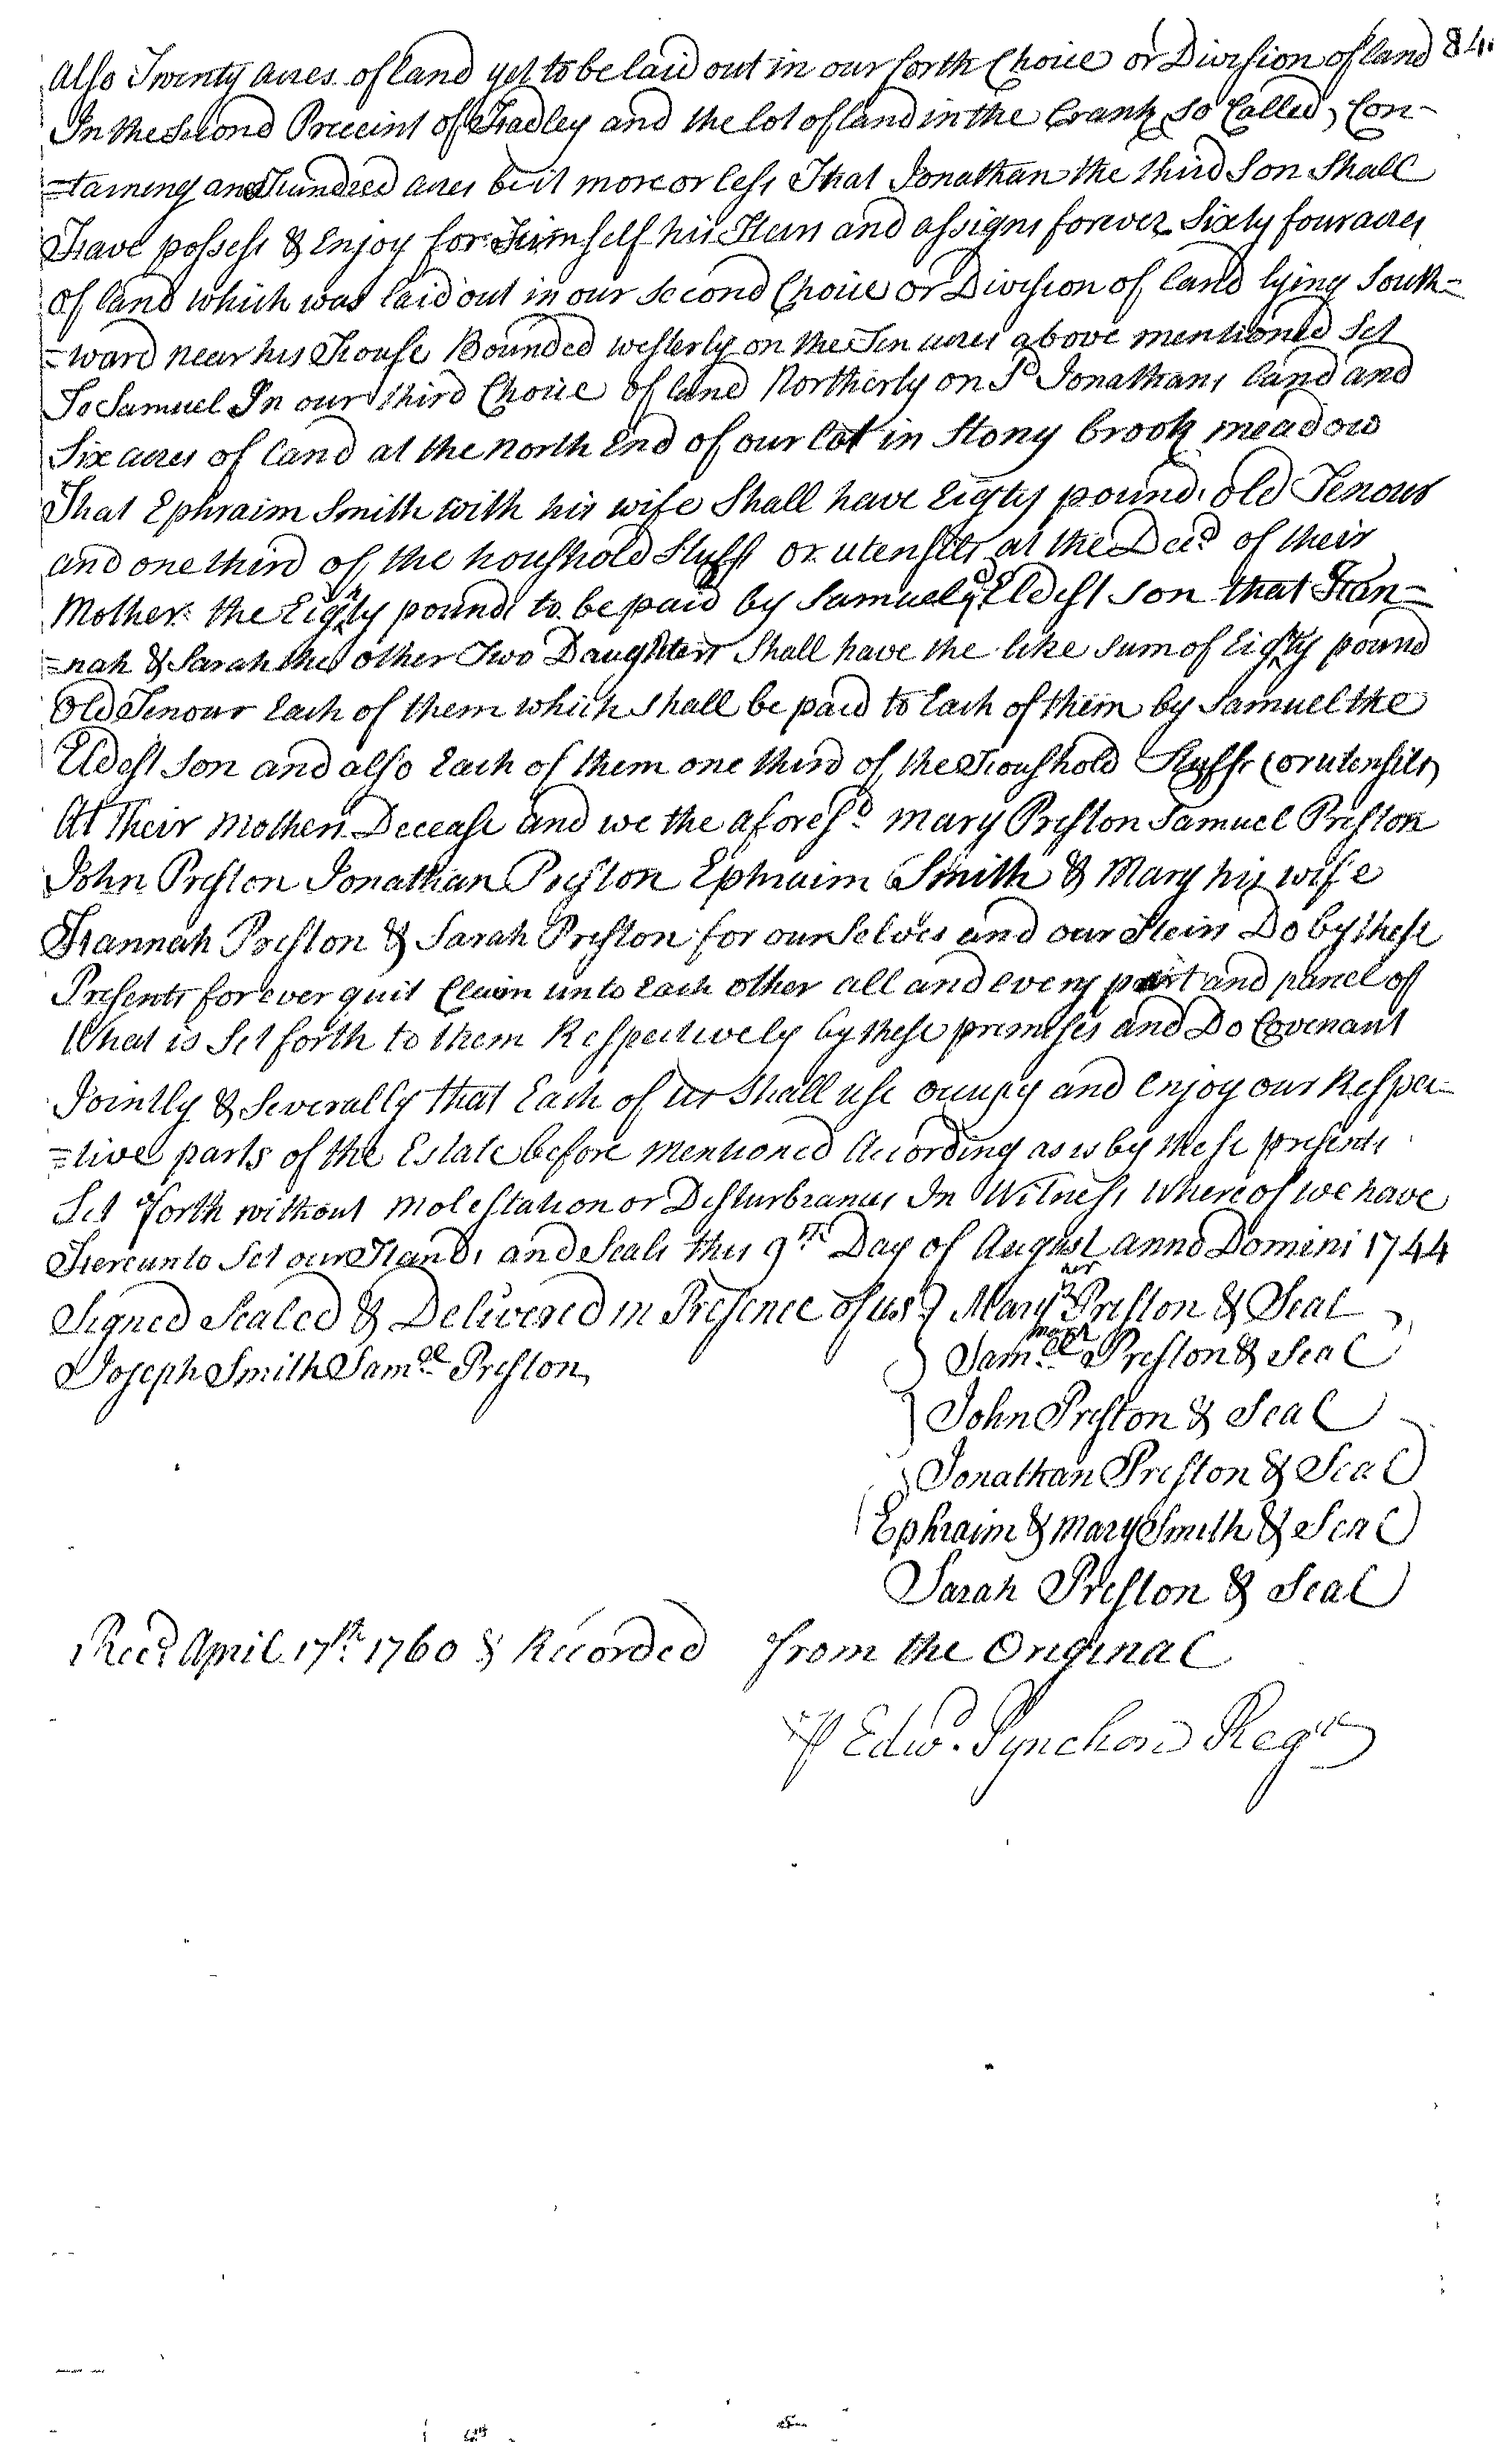 also Twenty acres of land yet to be laid out in our forth Choice or Division of land 84.
In the Second Precint of Hadley and the lot of land in the Crank so Called, Con-
=taineing an Hundred acres be it more or less That Jonathan the third Son Shall
Have possess & Enjoy for Heimself his Heirs and assigns forever Sixty four acres
of land which was laid out in our Second Choice or Division of land lying South=
=ward near his House Bounded westerly on the Ten acres above mentioned Set
To Samuel In our third Choice of land Northerly on Sd Jonathans land and
Six acres of land at the north End of our lot in Stony brook meadow
That Ephraim Smith with his wife Shall have Eigty pounds old Tenour
and one third of the houshold Stuff or utensils at the Decd of their
Mother the Eighty pounds to be paid by Samuel ye Eldest Son that Han=
=nah & Sarah the other Two Daughters Shall have the like Sum of Eighty pound
Old Tenour Each of them which shall be paid to Each of them by Samuel the
Eldest Son and also Each of them one third of the Houshold Stuffs (or utensils)
At Their mothers Decease and we the aforesd Mary Preston Samuel Preston
John Preston Jonathan Preston Ephraim Smith & Mary his wife
Hannah Preston & Sarah Preston for our Selves and our Heirs Do by these
Presents forever quit Claim unto Each other all and every part and parcel of
What is Set forth to them Respectively by these premises and Do Covenant
Jointly & Severally that Each of us Shall use occupy and enjoy our Respec=
=tive parts of the Estate before mentioned According as is by these presents
Set forth without molestation or Desturbrances In Witness Whereof we have
Hereunto Set our Hands and Seals this 9th Day of August anno Domini 1744
Signed Sealed & Delivered in Presence of us Mary Preston & Seal
Joseph Smith Samll Preston Samll Preston & Seal
John Preston & Seal
Jonathan Preston & Seal
Ephraim & Mary Smith & Seal
Sarah Preston & Seal
Recd April 17th 1760 & Recorded from the Original
P Edwd Pynchon Regr